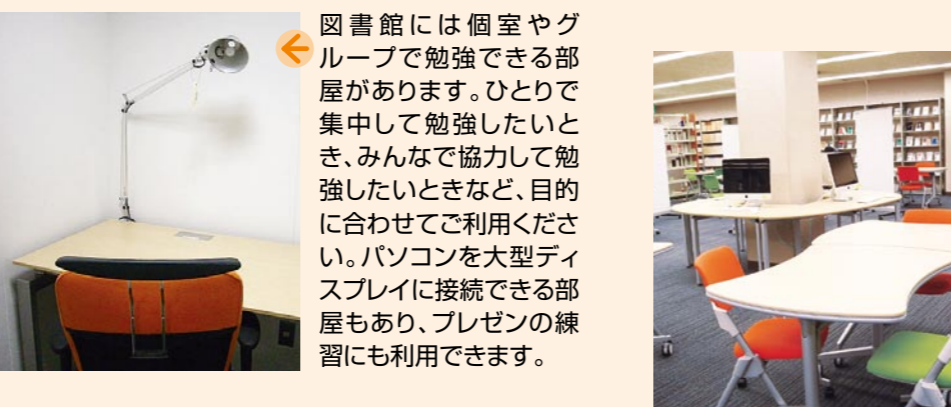 図書館には個室やグ
ループで勉強できる部
屋があります。ひとりで
集中して勉強したいと
き、みんなで協力して勉
強したいときなど、目的
に合わせてご利用くださ
い。パソコンを大型ディ
スプレイに接続できる部
屋もあり、プレゼンの練
習にも利用できます。